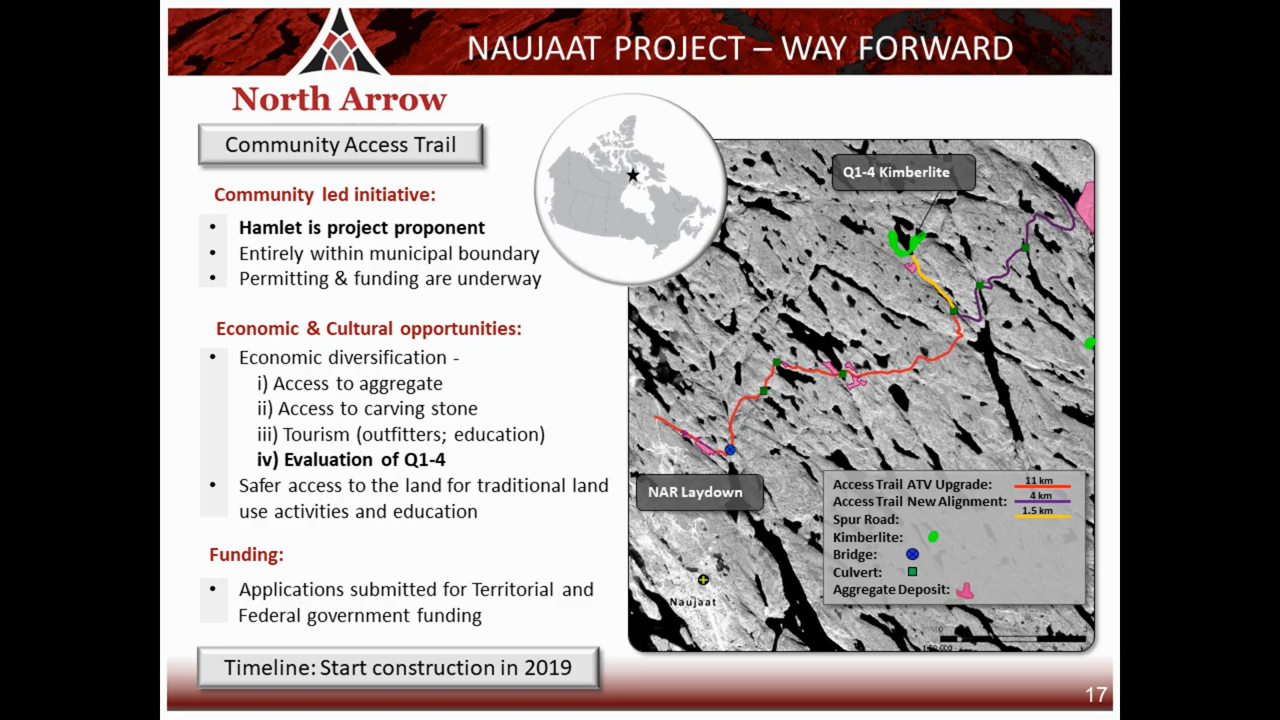 NAUJAAT PROJECT – WAY FORWARD
North Arrow
Community Access Trail
Community led initiative:
• Hamlet is project proponent
• Entirely within municipal boundary
• Permitting & funding are underway
Economic & Cultural opportunities:
• Economic diversification -
i) Access to aggregate
ii) Access to carving stone
iii) Tourism (outfitters; education)
iv) Evaluation of Q1-4
• Safer access to the land for traditional land
use activities and education
Funding:
• Applications submitted for Territorial and
Federal government funding
Timeline: Start construction in 2019
Q1-4 Kimberlite
NAR Laydown
Naujaat
Access Trail ATV Upgrade: 11 km
Access Trail New Alignment: 4 km
Spur Road: 1.5 km
Kimberlite:
Bridge:
Culvert:
Aggregate Deposit:
17